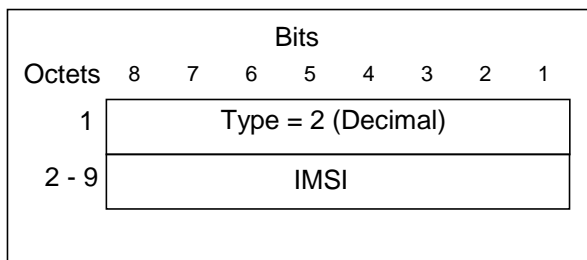 Bits
Octets 8 7 6 5 4 3 2 1
1 Type = 2 (Decimal)
2 - 9 IMSI